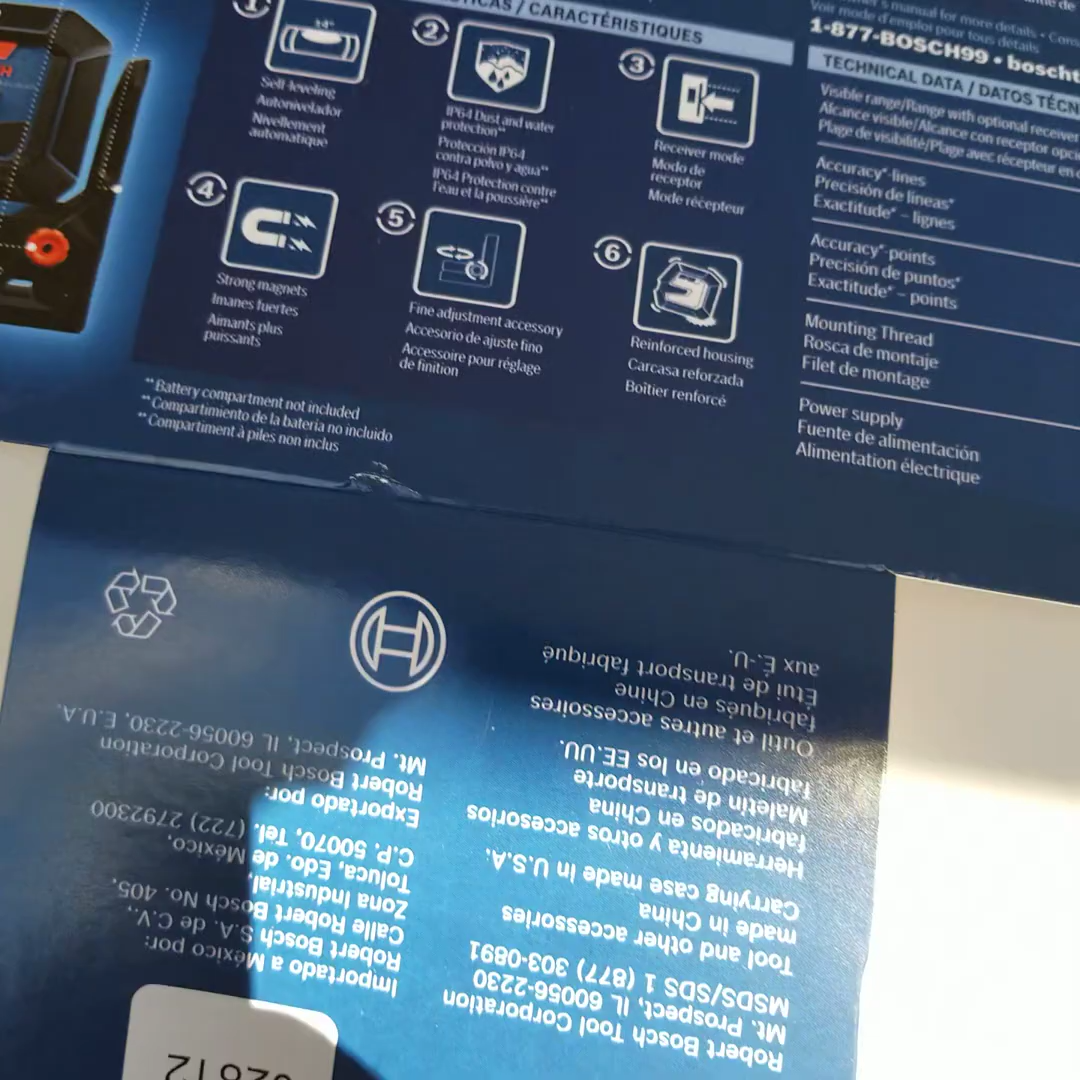 CARACTÉRISTIQUES
1
±4°
Self-leveling
Autonivelador
Nivellement
automatique
2
IP64 Dust and water
protection**
Protección IP64
contra polvo y agua**
IP64 Protection contre
l'eau et la poussière**
3
Receiver mode
Modo de
receptor
Mode récepteur
4
Strong magnets
Imanes fuertes
Aimants plus
puissants
5
Fine adjustment accessory
Accesorio de ajuste fino
Accessoire pour réglage
de finition
6
Reinforced housing
Carcasa reforzada
Boîtier renforcé
**Battery compartment not included
**Compartimiento de la bateria no incluido
**Compartiment à piles non inclus
manual for more details •
Voir mode d'emploi pour tous détails
1-877-BOSCH99 •
TECHNICAL DATA / DATOS
Visible range/Range with optional receiver
Alcance visible/Alcance con receptor
Plage de visibilité/Plage avec récepteur en
Accuracy*-lines
Precisión de líneas*
Exactitude* – lignes
Accuracy*-points
Precisión de puntos*
Exactitude* – points
Mounting Thread
Rosca de montaje
Filet de montage
Power supply
Fuente de alimentación
Alimentation électrique
Robert Bosch Tool Corporation
Mt. Prospect, IL 60056-2230
MSDS/SDS 1 (877) 303-0891
Tool and other accessories
made in China
Carrying case made in U.S.A.
Herramienta y otros accesorios
fabricados en China
Maletin de transporte
fabricado en los EE.UU.
Outil et autres accessoires
fabriqués en Chine
Étui de transport fabriqué
aux É.-U.
Importado a México por:
Robert Bosch S.A. de C.V.,
Calle Robert Bosch No. 405,
Zona Industrial,
Toluca, Edo. de México,
C.P. 50070, Tel. (722) 2792300
Exportado por:
Robert Bosch Tool Corporation
Mt. Prospect, IL 60056-2230, E.U.A.